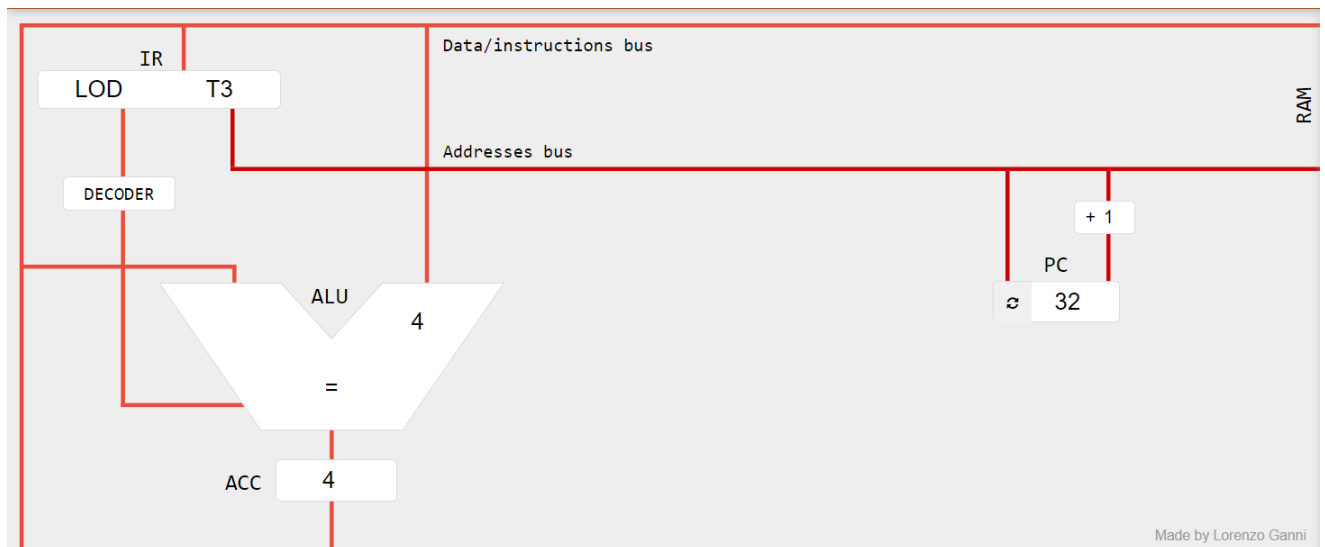 Data/instructions bus
IR
LOD T3
RAM
Addresses bus
DECODER
+ 1
PC
32
ALU
4
=
ACC 4
Made by Lorenzo Ganni